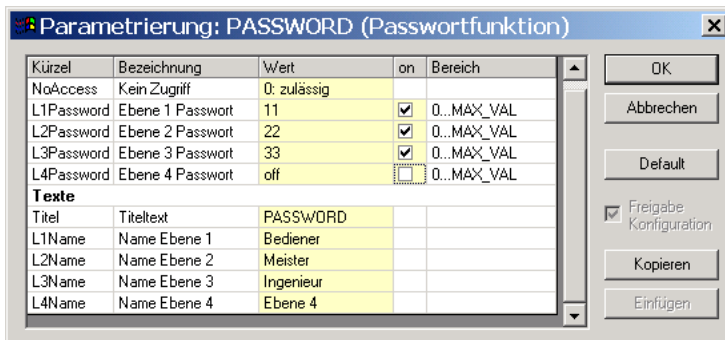 Parametrierung: PASSWORD (Passwortfunktion)
Kürzel Bezeichnung Wert on Bereich
NoAccess Kein Zugriff 0: zulässig
L1Password Ebene 1 Passwort 11 0...MAX_VAL
L2Password Ebene 2 Passwort 22 0...MAX_VAL
L3Password Ebene 3 Passwort 33 0...MAX_VAL
L4Password Ebene 4 Passwort off 0...MAX_VAL
Texte
Titel Titeltext PASSWORD
L1Name Name Ebene 1 Bediener
L2Name Name Ebene 2 Meister
L3Name Name Ebene 3 Ingenieur
L4Name Name Ebene 4 Ebene 4
OK
Abbrechen
Default
Freigabe
Konfiguration
Kopieren
Einfügen